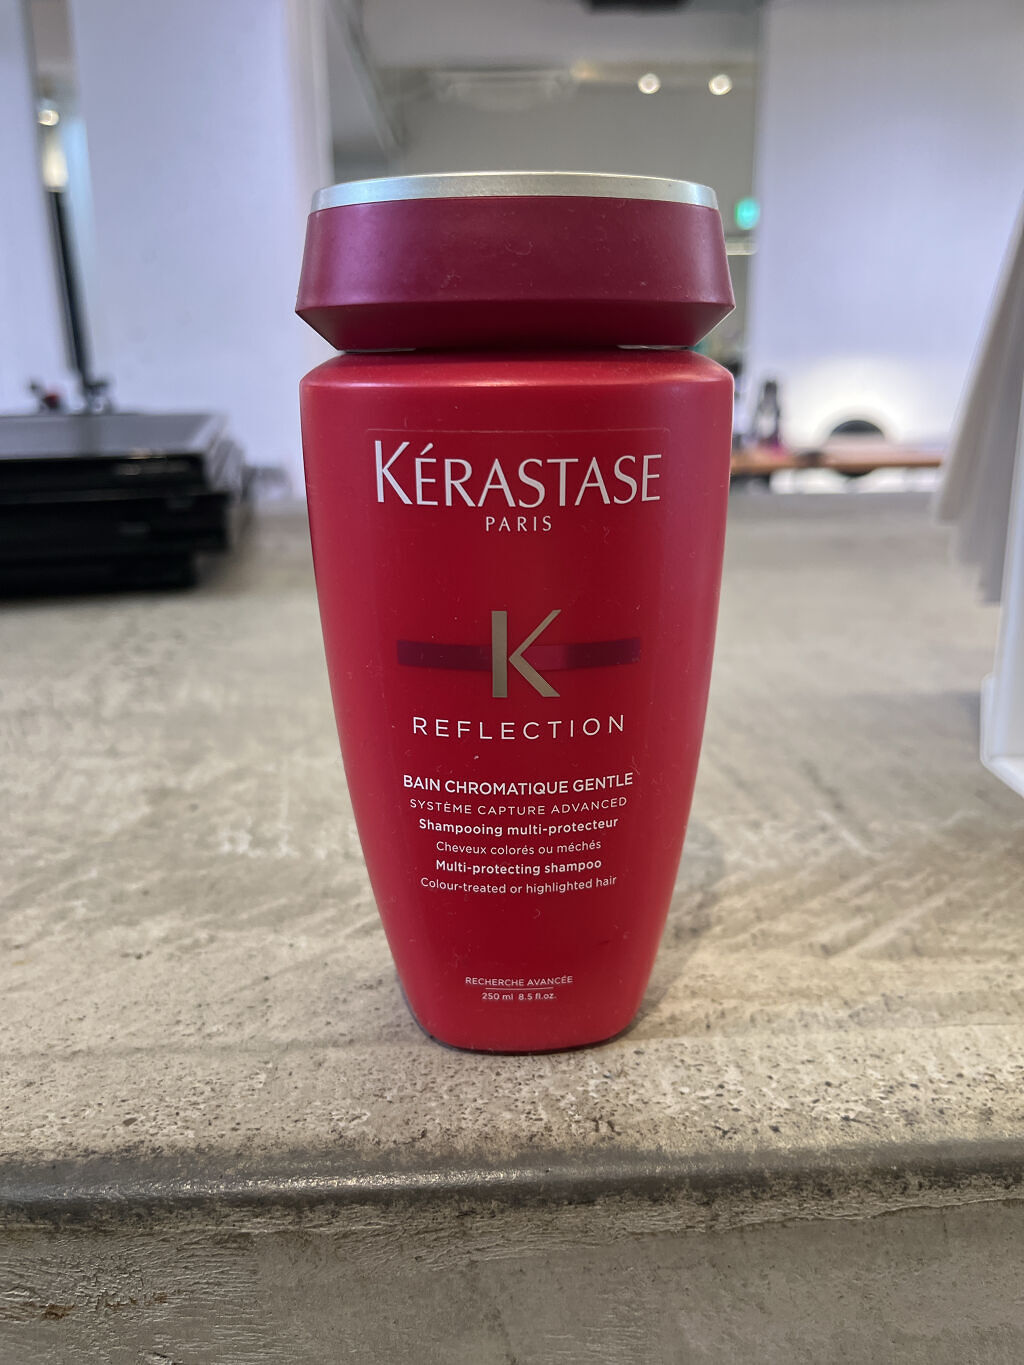 KÉRASTASE
PARIS
K
REFLECTION
BAIN CHROMATIQUE GENTLE
SYSTÈME CAPTURE ADVANCED
Shampooing multi-protecteur
Cheveux colorés ou méchés
Multi-protecting shampoo
Colour-treated or highlighted hair
RECHERCHE AVANCÉE
250 ml 8.5 fl.oz.